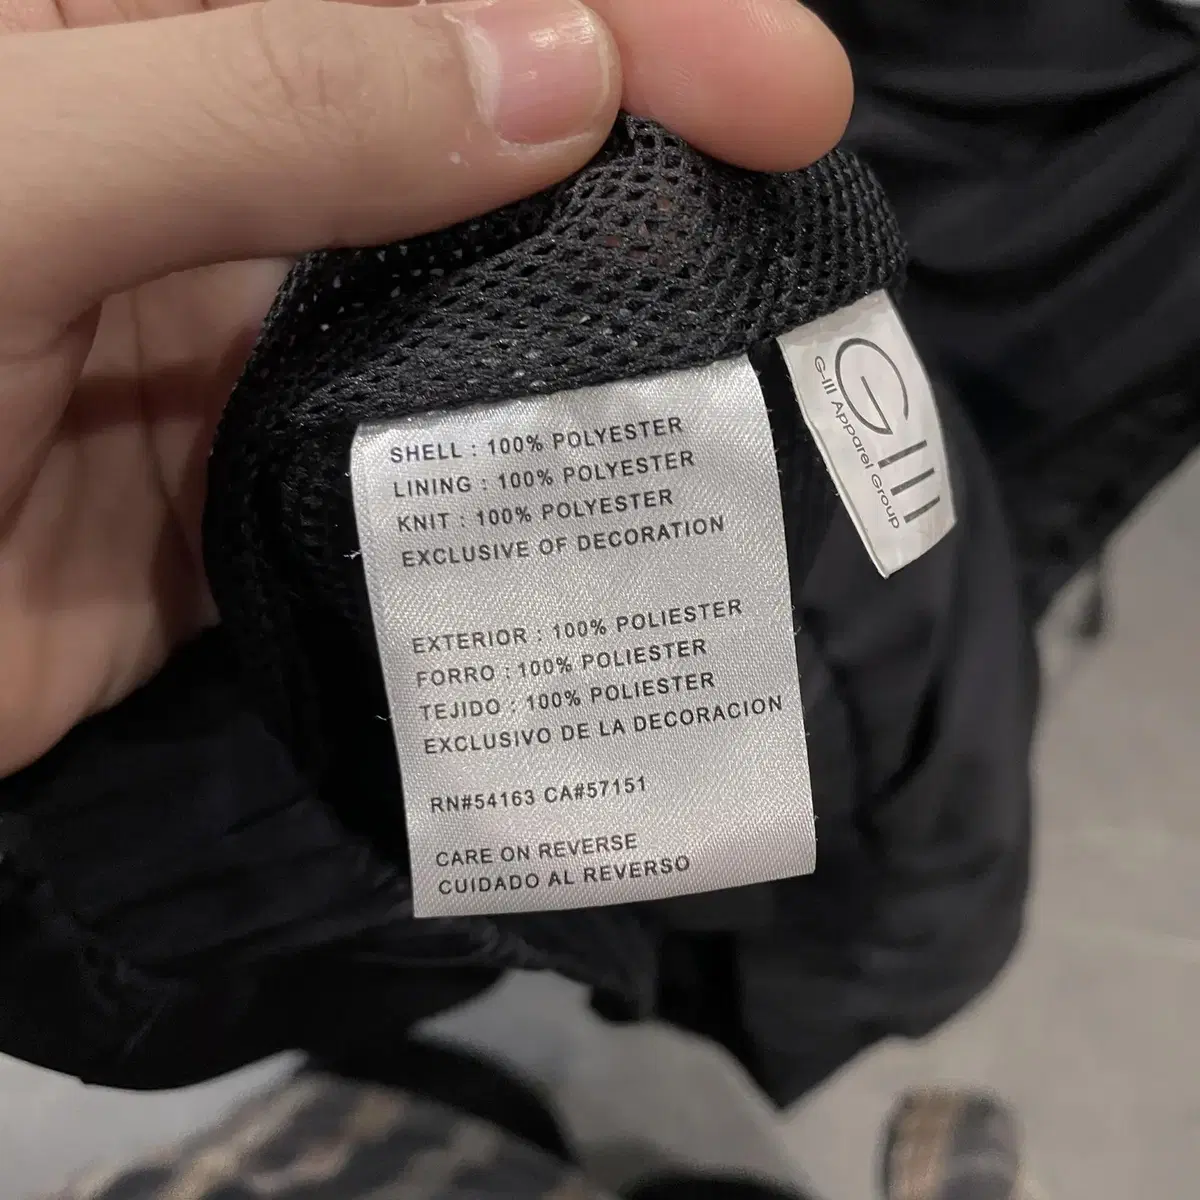 SHELL : 100% POLYESTER
LINING : 100% POLYESTER
KNIT : 100% POLYESTER
EXCLUSIVE OF DECORATION
EXTERIOR : 100% POLIESTER
FORRO : 100% POLIESTER
TEJIDO : 100% POLIESTER
EXCLUSIVO DE LA DECORACION
RN#54163 CA#57151
CARE ON REVERSE
CUIDADO AL REVERSO
GIII
G-III Apparel Group